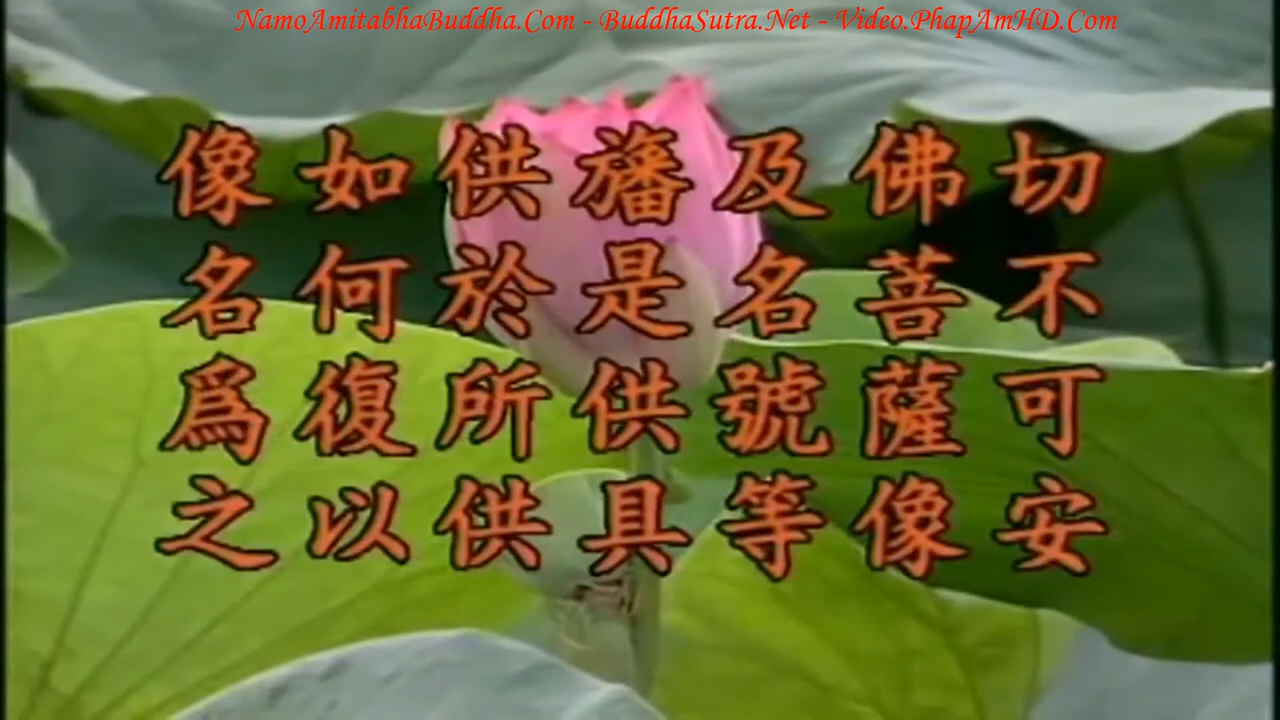 NamoAmitabhaBuddha.Com - BuddhaSutra.Net - Video.PhapAmHD.Com
切不可安
佛菩薩像
及名號等
旛是供具
供於所供
如何復以
像名爲之